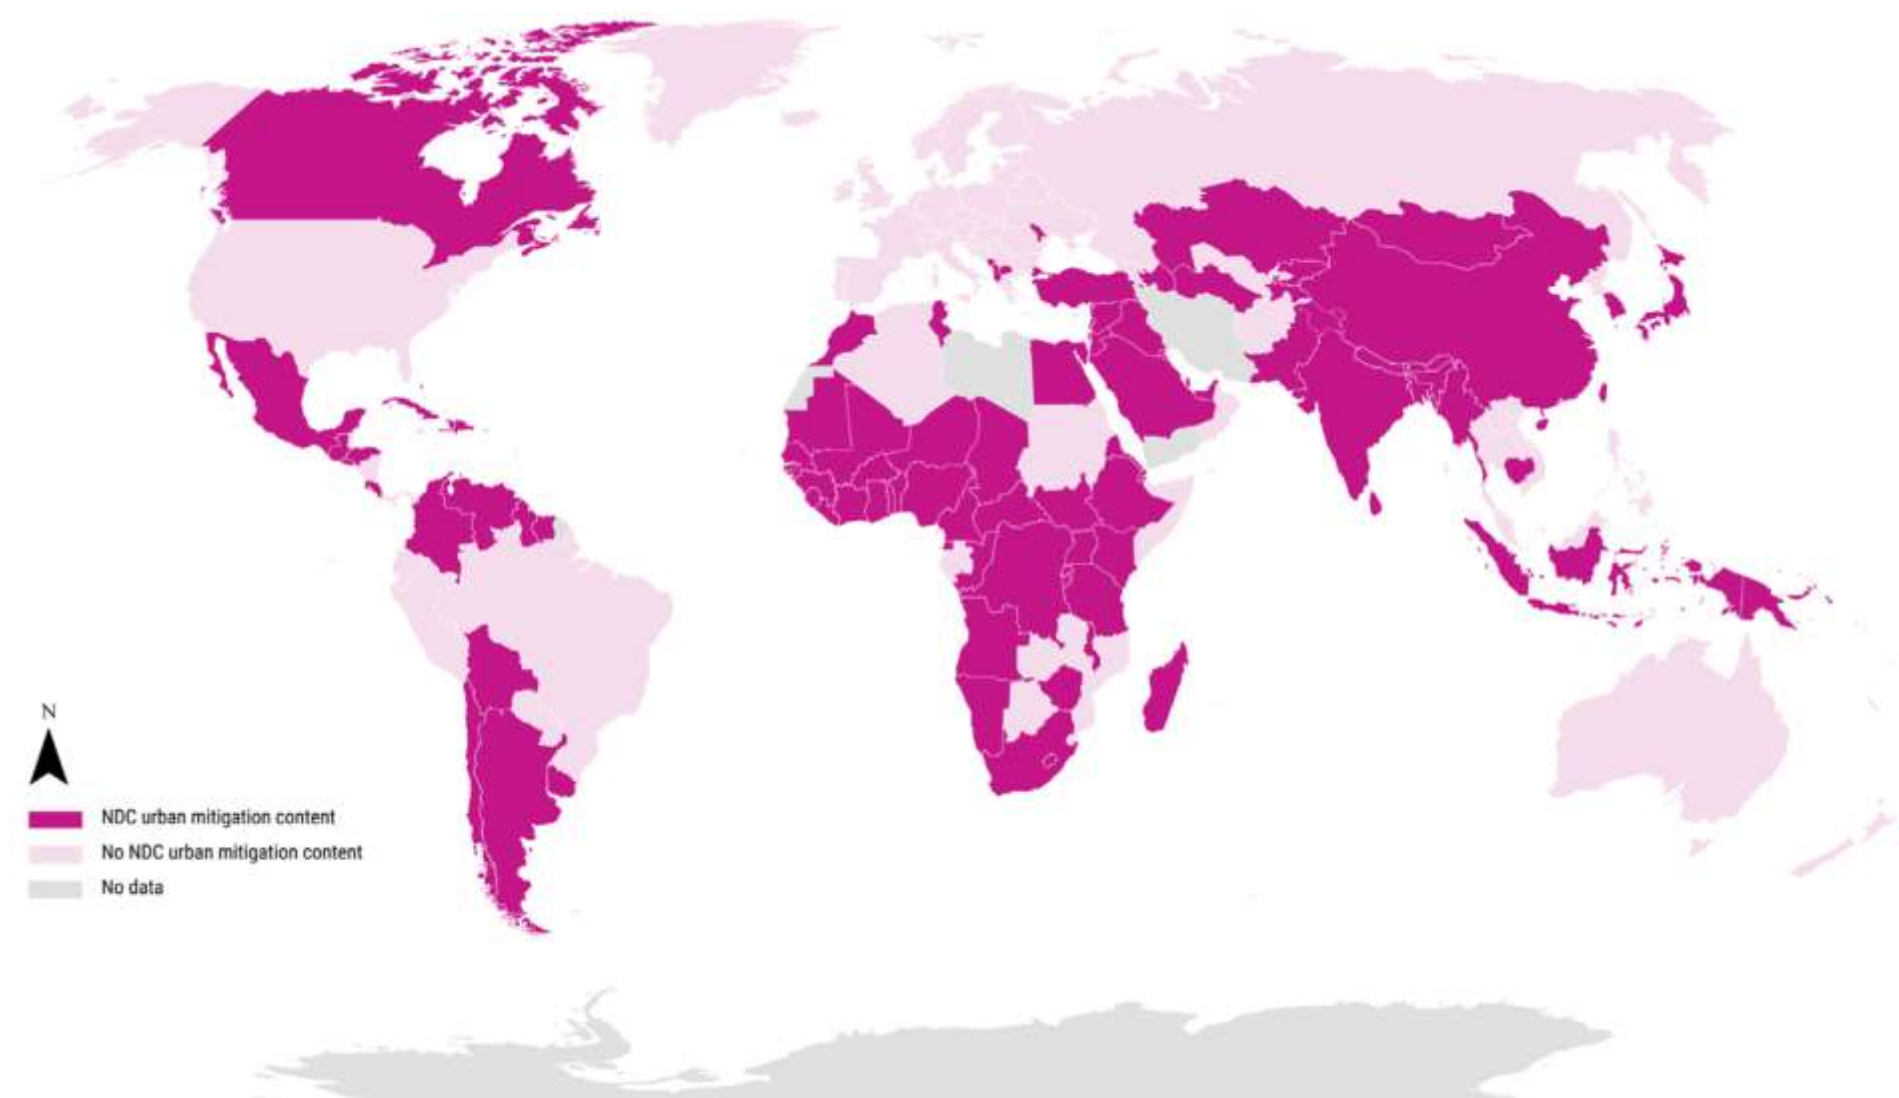 N
NDC urban mitigation content
No NDC urban mitigation content
No data